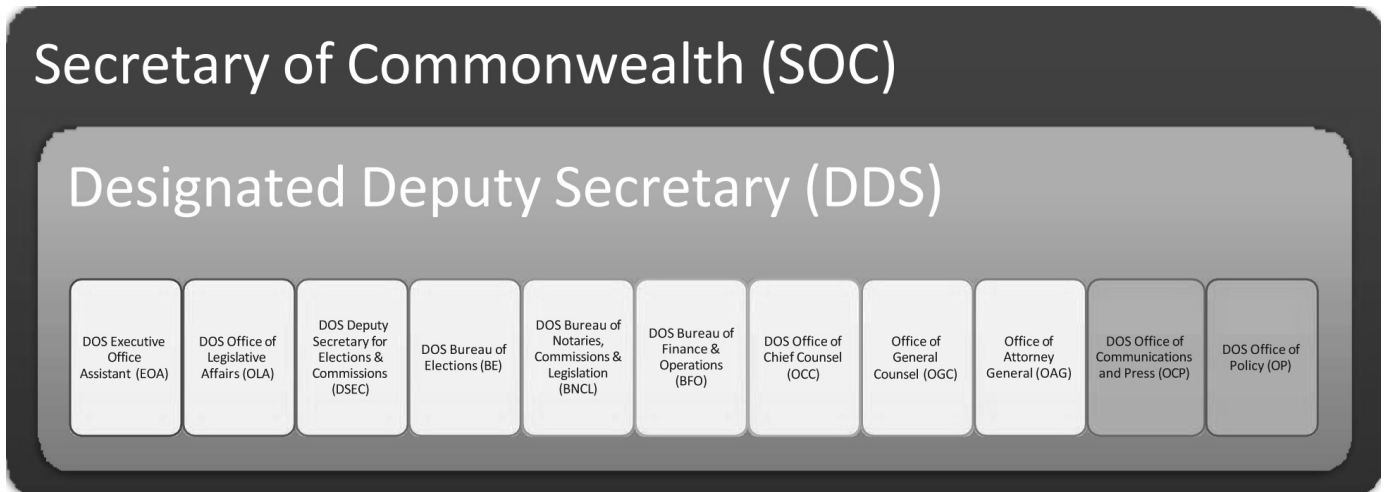 Secretary of Commonwealth (SOC)
Designated Deputy Secretary (DDS)
DOS Executive
Office
Assistant (EOA)
DOS Office of
Legislative
Affairs (OLA)
DOS Deputy
Secretary for
Elections &
Commissions
(DSEC)
DOS Bureau of
Elections (BE)
DOS Bureau of
Notaries,
Commissions &
Legislation
(BNCL)
DOS Bureau of
Finance &
Operations
(BFO)
DOS Office of
Chief Counsel
(OCC)
Office of
General
Counsel (OGC)
Office of
Attorney
General (OAG)
DOS Office of
Communications
and Press (OCP)
DOS Office of
Policy (OP)